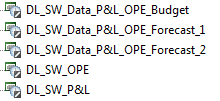 DL_SW_Data_P&L_OPE_Budget
DL_SW_Data_P&L_OPE_Forecast_1
DL_SW_Data_P&L_OPE_Forecast_2
DL_SW_OPE
DL_SW_P&L